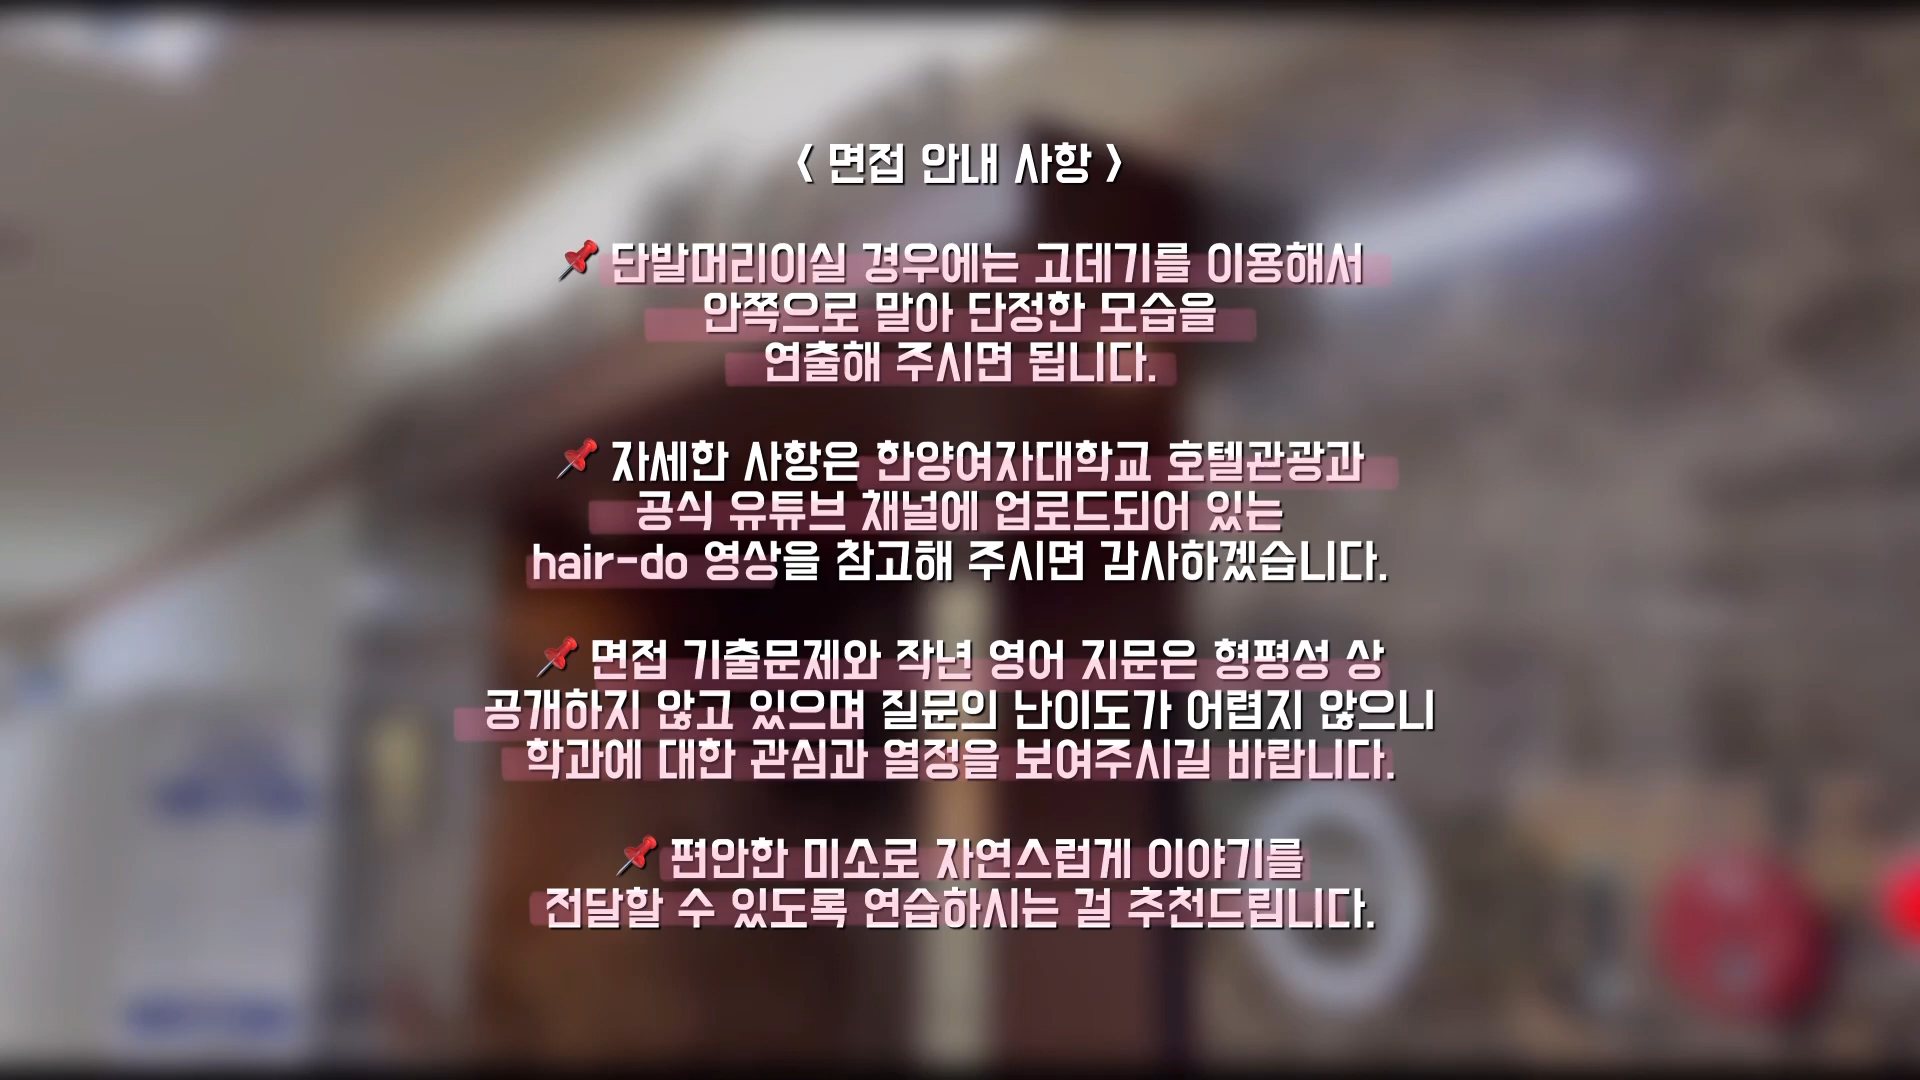 < 면접 안내 사항 >
📌 단발머리이실 경우에는 고데기를 이용해서
안쪽으로 말아 단정한 모습을
연출해 주시면 됩니다.
📌 자세한 사항은 한양여자대학교 호텔관광과
공식 유튜브 채널에 업로드되어 있는
hair-do 영상을 참고해 주시면 감사하겠습니다.
📌 면접 기출문제와 작년 영어 지문은 형평성 상
공개하지 않고 있으며 질문의 난이도가 어렵지 않으니
학과에 대한 관심과 열정을 보여주시길 바랍니다.
📌 편안한 미소로 자연스럽게 이야기를
전달할 수 있도록 연습하시는 걸 추천드립니다.